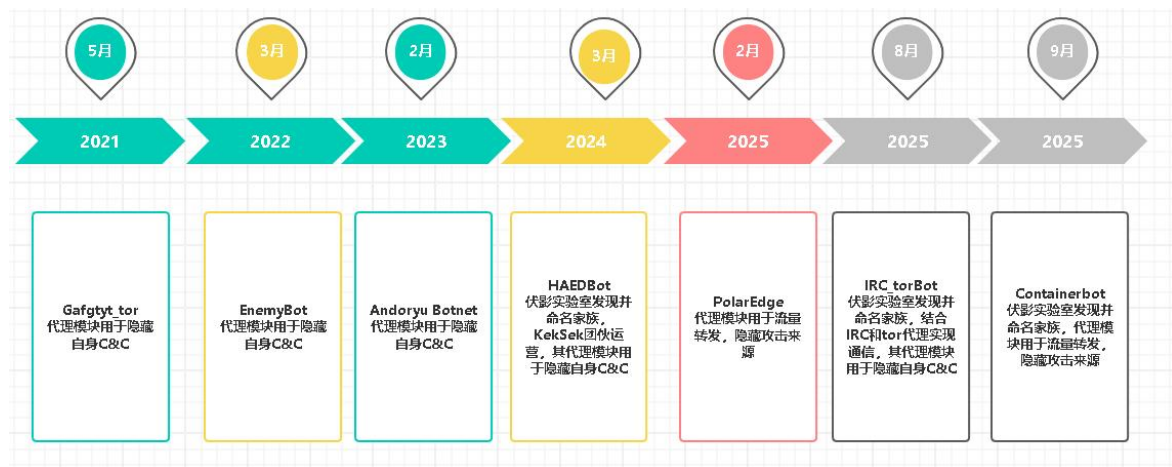 5月
3月
2月
3月
2月
8月
9月
2021
2022
2023
2024
2025
2025
2025
Gafgtyt_tor
代理模块用于隐藏
自身C&C
EnemyBot
代理模块用于隐藏
自身C&C
Andoryu Botnet
代理模块用于隐藏
自身C&C
HAEDBot
伏影实验室发现并
命名家族，
KekSek团伙运
营，其代理模块用
于隐藏自身C&C
PolarEdge
代理模块用于流量
转发，隐藏攻击来
源
IRC_torBot
伏影实验室发现并
命名家族，结合
IRC和tor代理实现
通信，其代理模块
用于隐藏自身C&C
Containerbot
伏影实验室发现并
命名家族，代理模
块用于流量转发，
隐藏攻击来源